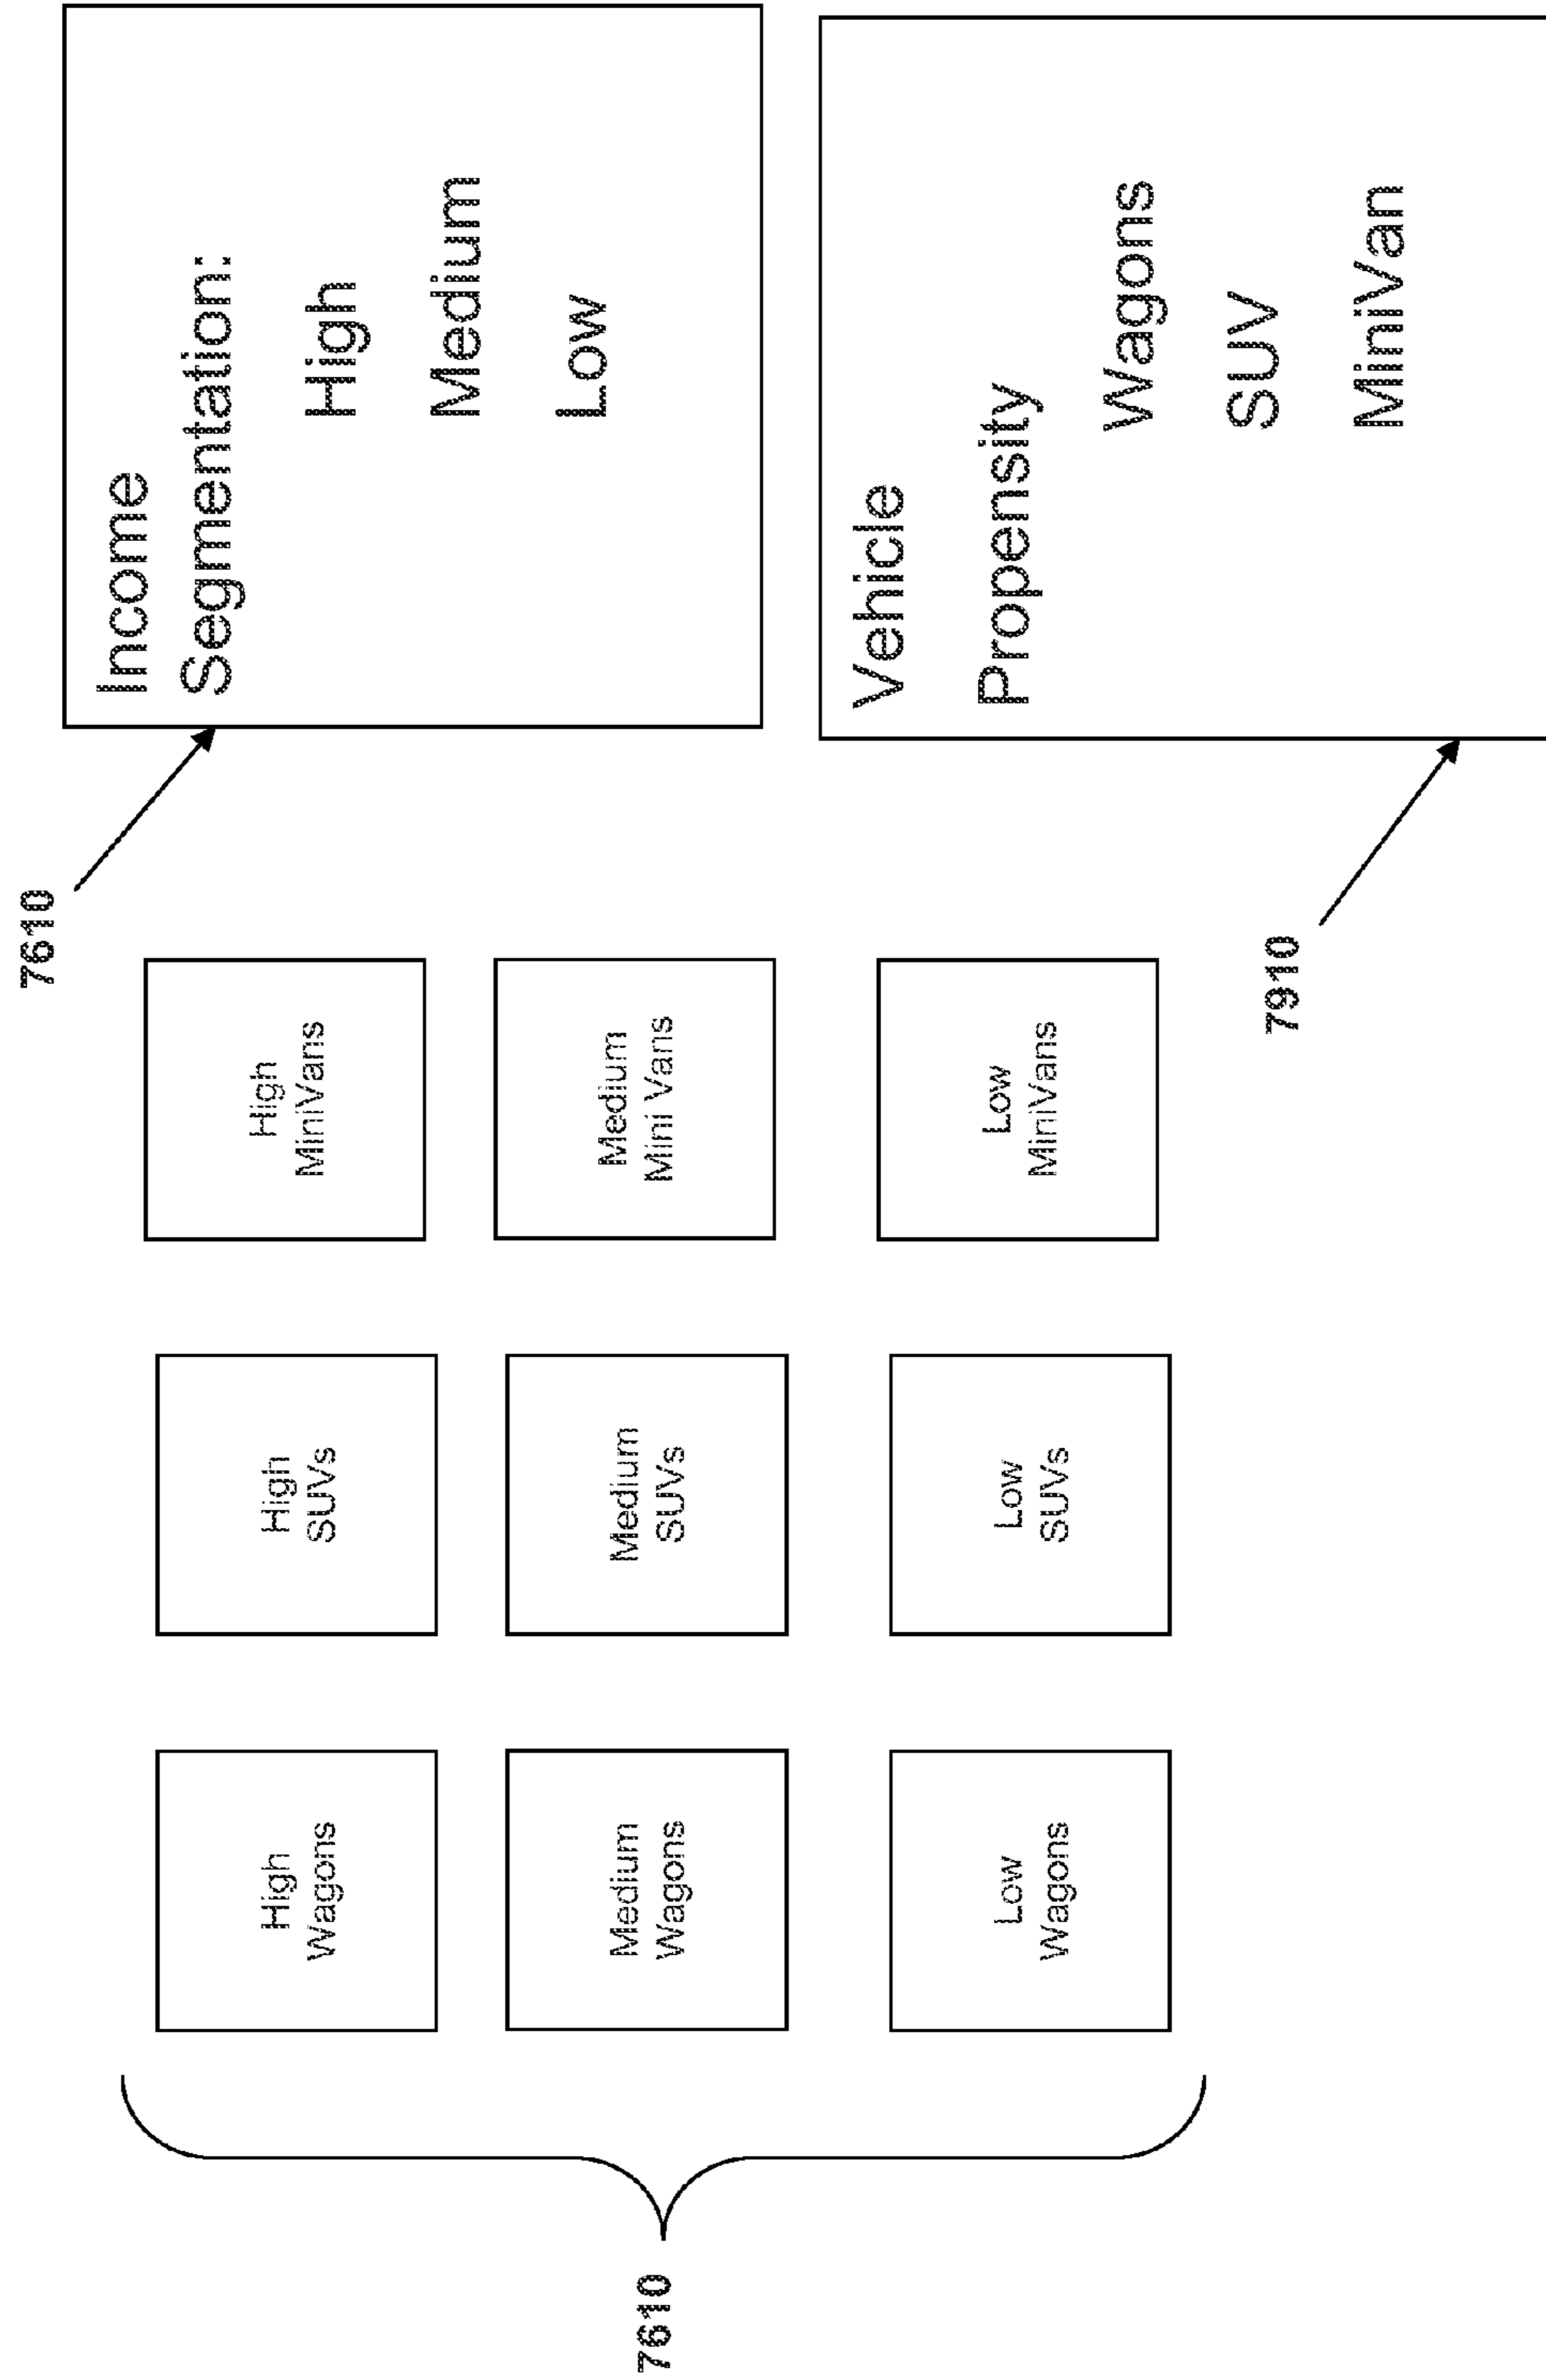 7610
High
Wagons
High
SUVs
High
MiniVans
Medium
Wagons
Medium
SUVs
Medium
Mini Vans
Low
Wagons
Low
SUVs
Low
MiniVans
7610
Income
Segmentation:
High
Medium
Low
7910
Vehicle
Propensity
Wagons
SUV
MiniVan